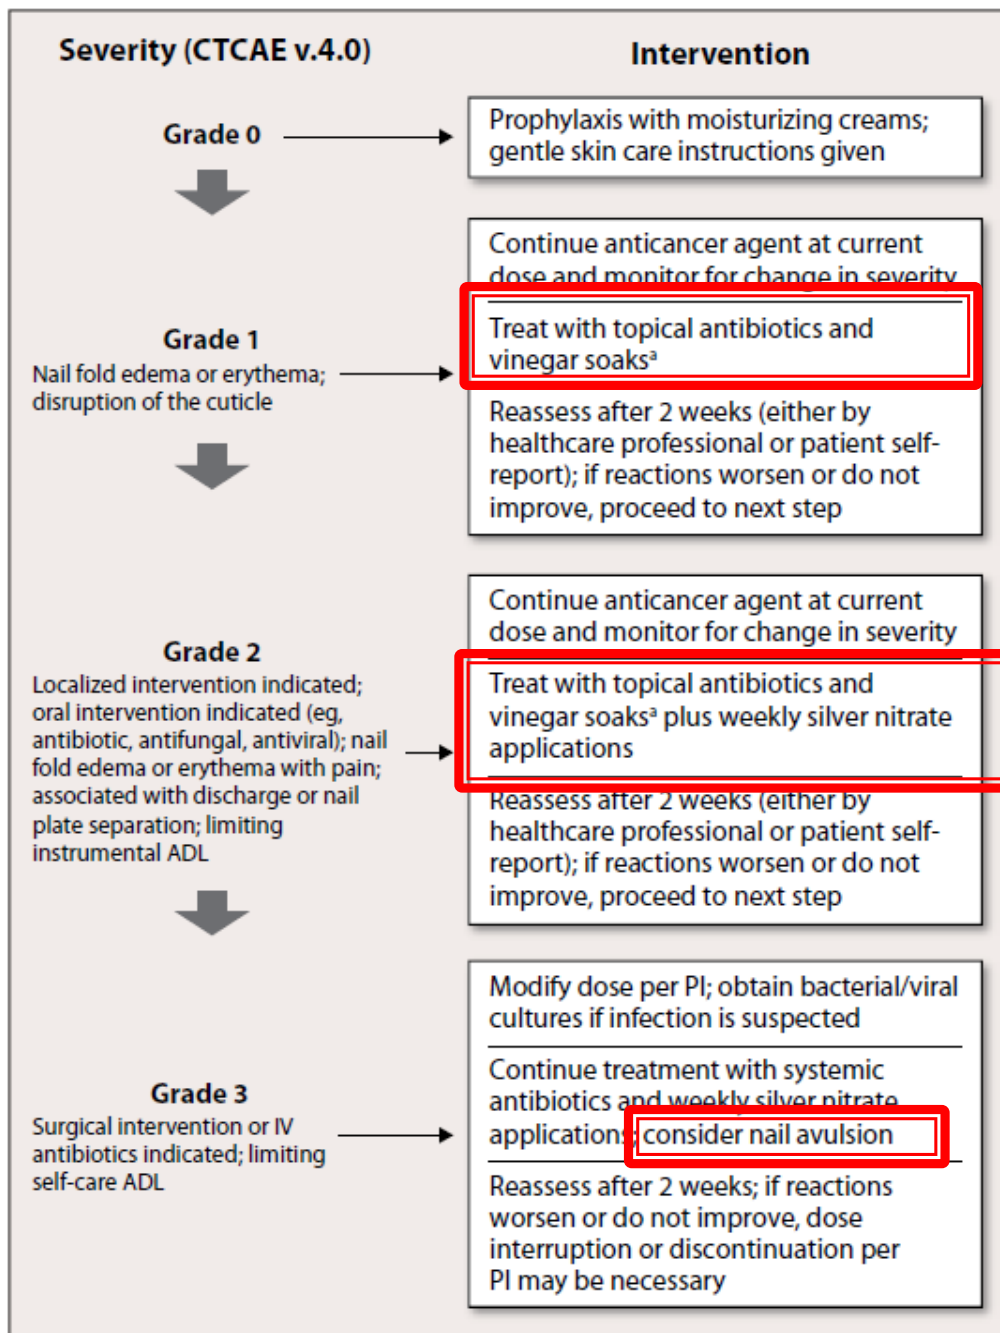 Severity (CTCAE v.4.0)
Intervention
Grade 0
Prophylaxis with moisturizing creams;
gentle skin care instructions given
Grade 1
Nail fold edema or erythema;
disruption of the cuticle
Continue anticancer agent at current
dose and monitor for change in severity
Treat with topical antibiotics and
vinegar soaksᵃ
Reassess after 2 weeks (either by
healthcare professional or patient self-
report); if reactions worsen or do not
improve, proceed to next step
Grade 2
Localized intervention indicated;
oral intervention indicated (eg,
antibiotic, antifungal, antiviral); nail
fold edema or erythema with pain;
associated with discharge or nail
plate separation; limiting
instrumental ADL
Continue anticancer agent at current
dose and monitor for change in severity
Treat with topical antibiotics and
vinegar soaksᵃ plus weekly silver nitrate
applications
Reassess after 2 weeks (either by
healthcare professional or patient self-
report); if reactions worsen or do not
improve, proceed to next step
Grade 3
Surgical intervention or IV
antibiotics indicated; limiting
self-care ADL
Modify dose per PI; obtain bacterial/viral
cultures if infection is suspected
Continue treatment with systemic
antibiotics and weekly silver nitrate
applications; consider nail avulsion
Reassess after 2 weeks; if reactions
worsen or do not improve, dose
interruption or discontinuation per
PI may be necessary